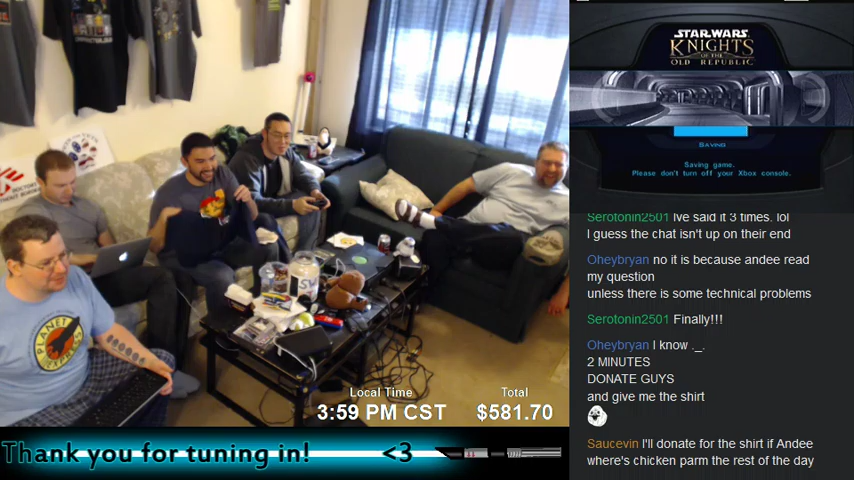 STAR.WARS
KNIGHTS
OF THE
OLD REPUBLIC
SAVING
Saving game.
Please don't turn off your Xbox console.
Serotonin2501 Ive said it 3 times. lol
I guess the chat isn't up on their end
Oheybryan no it is because andee read
my question
unless there is some technical problems
Serotonin2501 Finally!!!
Oheybryan I know ._.
2 MINUTES
DONATE GUYS
and give me the shirt
Saucevin I'll donate for the shirt if Andee
where's chicken parm the rest of the day
PLANET
EXPRESS
Local Time
3:59 PM CST
Total
$581.70
Thank you for tuning in! <3